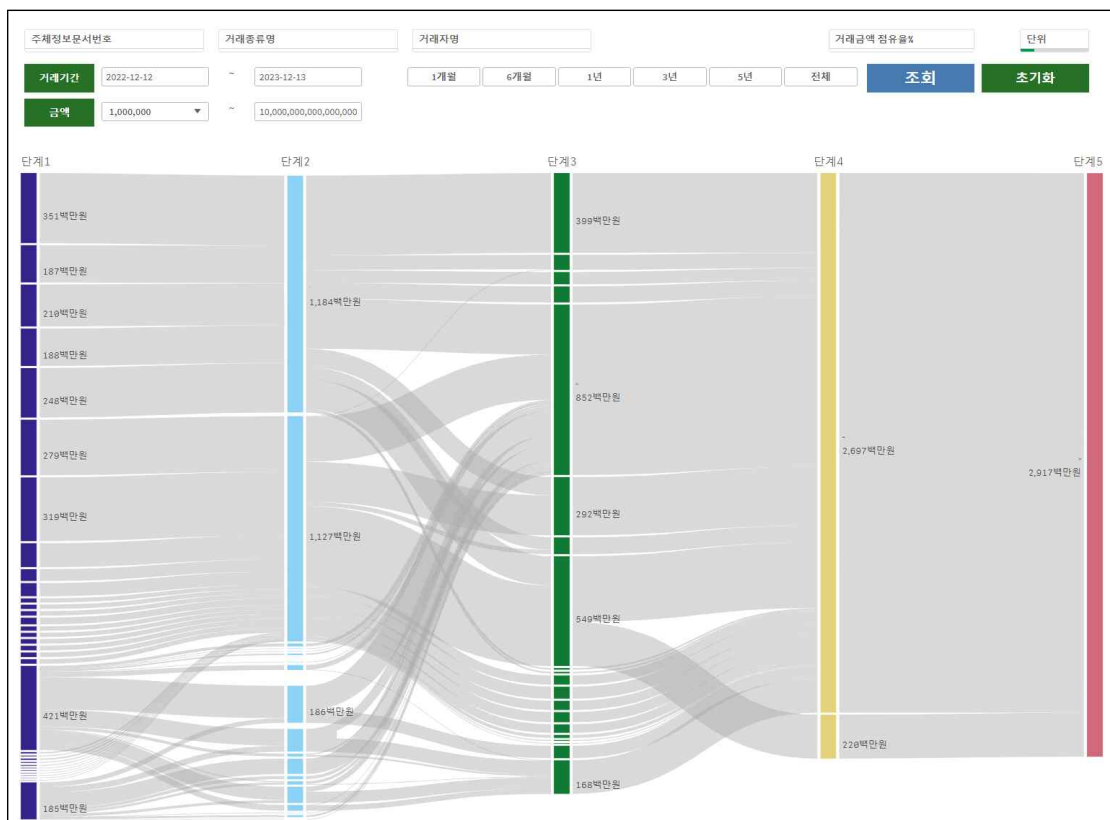 주체정보문서번호 거래종류명 거래자명 거래금액 점유율% 단위
거래기간 2022-12-12 ~ 2023-12-13 1개월 6개월 1년 3년 5년 전체 조회 초기화
금액 1,000,000 ~ 10,000,000,000,000,000
단계1 단계2 단계3 단계4 단계5
351백만원
187백만원
210백만원
188백만원
248백만원
279백만원
319백만원
421백만원
185백만원
1,184백만원
1,127백만원
186백만원
399백만원
-
852백만원
292백만원
549백만원
168백만원
-
2,697백만원
220백만원
-
2,917백만원